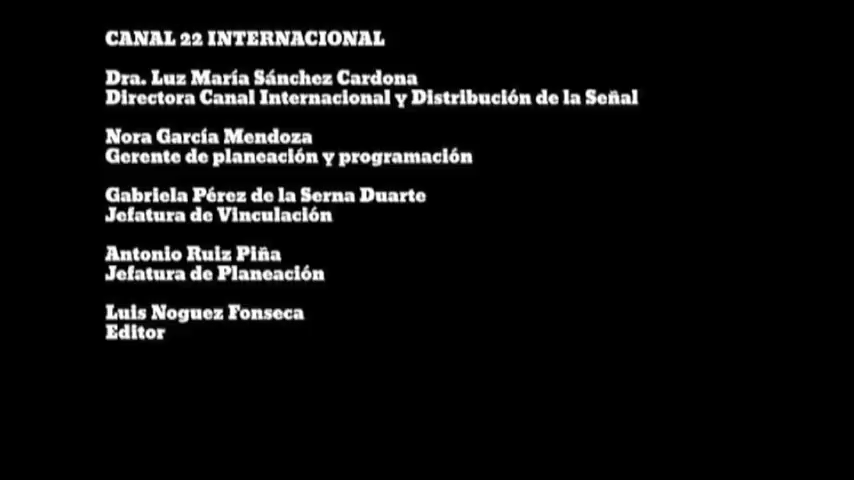 CANAL 22 INTERNACIONAL
Dra. Luz María Sánchez Cardona
Directora Canal Internacional y Distribución de la Señal
Nora García Mendoza
Gerente de planeación y programación
Gabriela Pérez de la Serna Duarte
Jefatura de Vinculación
Antonio Ruiz Piña
Jefatura de Planeación
Luis Noguez Fonseca
Editor